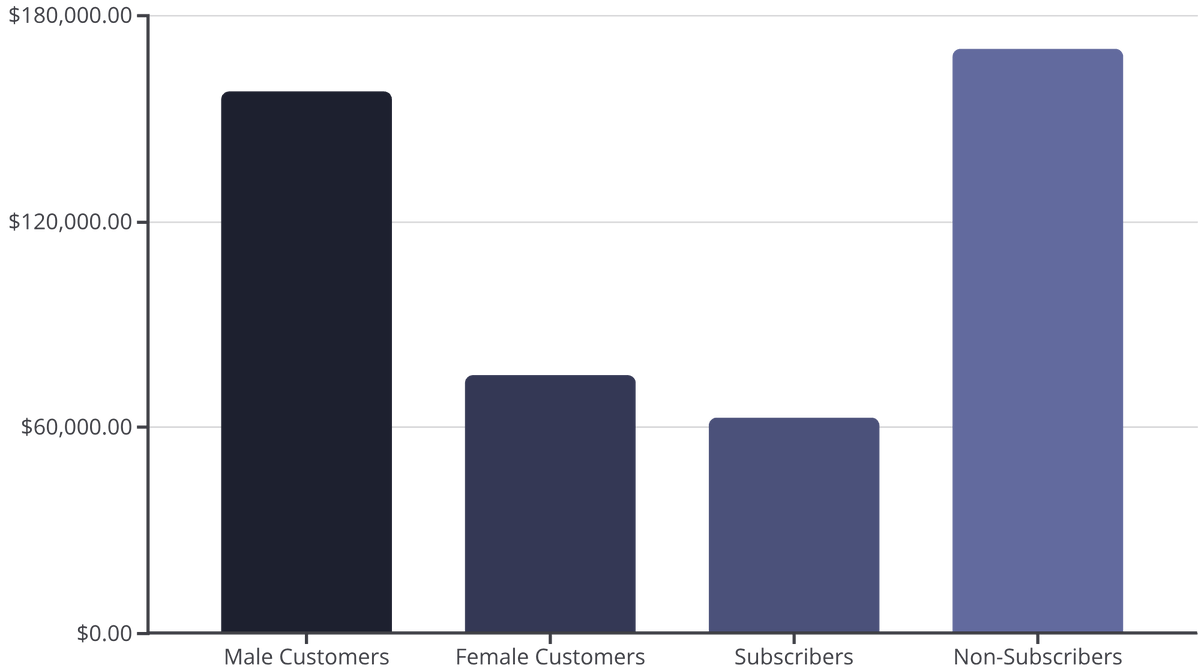 $180,000.00
$120,000.00
$60,000.00
$0.00
Male Customers
Female Customers
Subscribers
Non-Subscribers